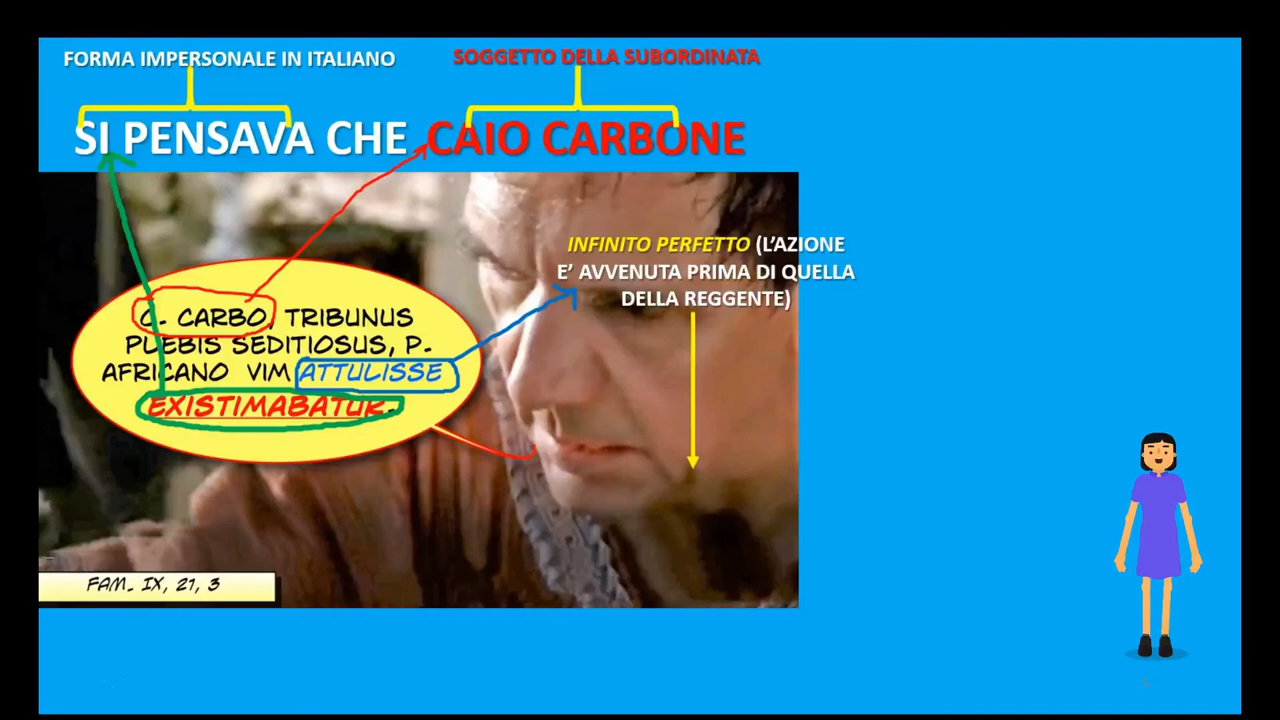 FORMA IMPERSONALE IN ITALIANO
SOGGETTO DELLA SUBORDINATA
SI PENSAVA CHE CAIO CARBONE
INFINITO PERFETTO (L'AZIONE
E' AVVENUTA PRIMA DI QUELLA
DELLA REGGENTE)
C. CARBO, TRIBUNUS
PLEBIS SEDITIOSUS, P.
AFRICANO VIM ATTULISSE
EXISTIMABATUR.
FAM. IX, 21, 3